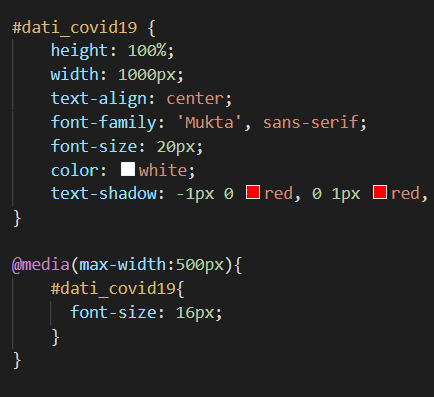 #dati_covid19 {
height: 100%;
width: 1000px;
text-align: center;
font-family: 'Mukta', sans-serif;
font-size: 20px;
color: white;
text-shadow: -1px 0 red, 0 1px red,
}
@media(max-width:500px){
#dati_covid19{
font-size: 16px;
}
}